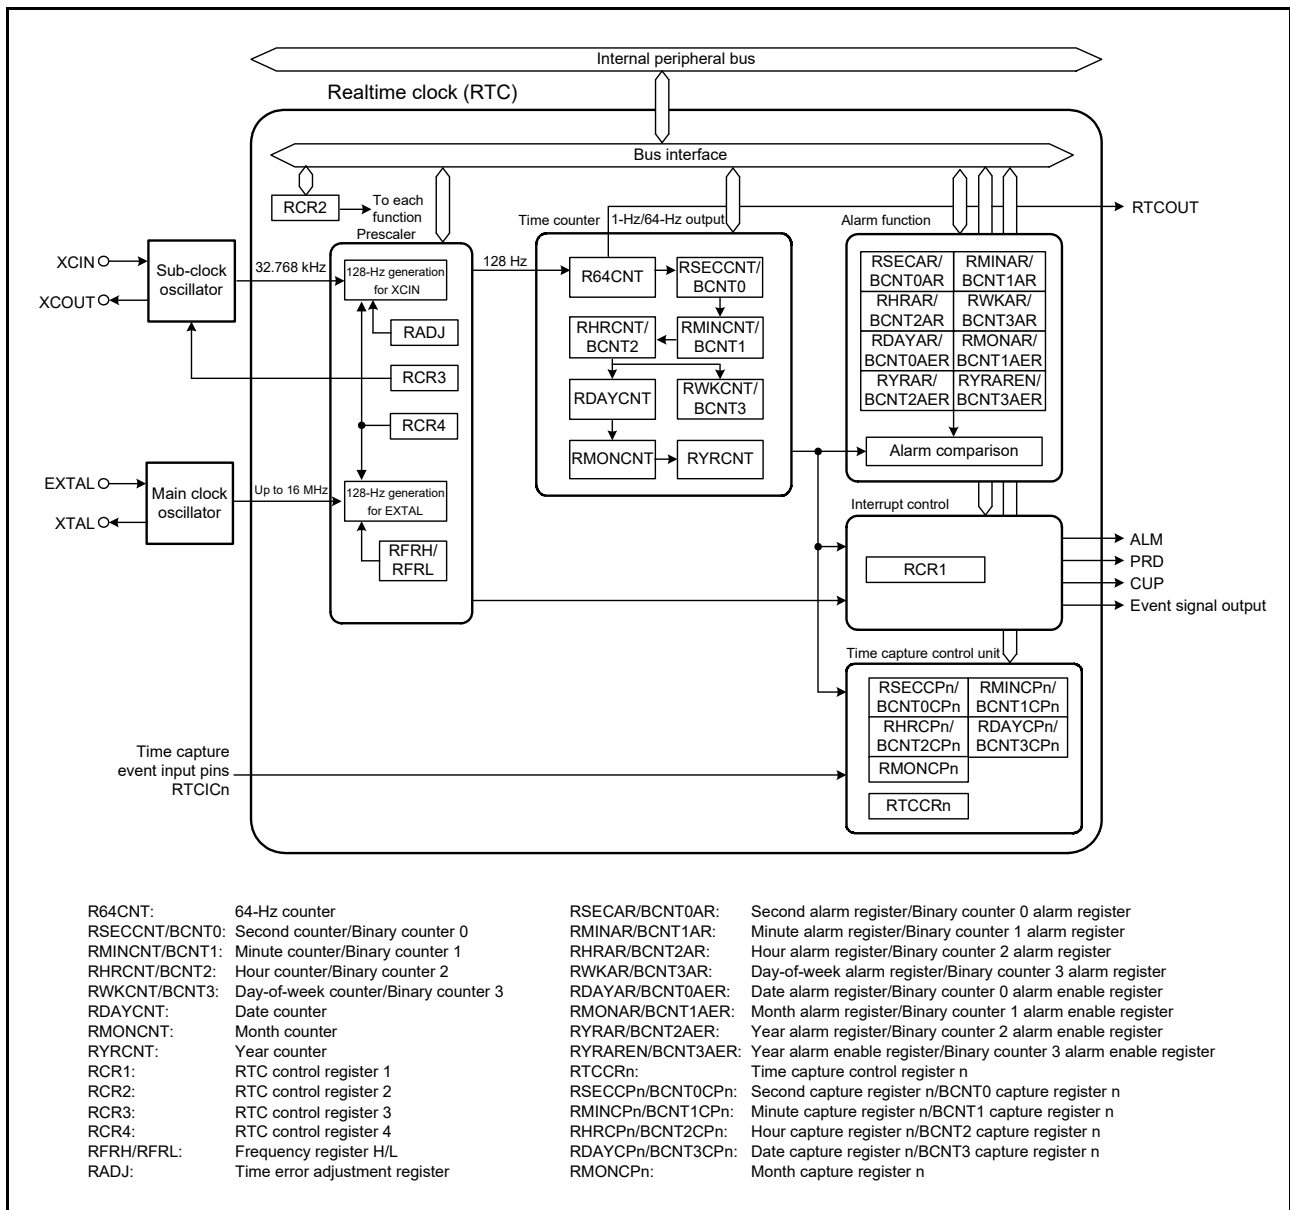 Internal peripheral bus
Realtime clock (RTC)
Bus interface
RCR2
To each
function
Prescaler
Time counter
1-Hz/64-Hz output
Alarm function
RTCOUT
XCIN
XCOUT
Sub-clock
oscillator
32.768 kHz
128-Hz generation
for XCIN
128 Hz
RADJ
RCR3
RCR4
EXTAL
XTAL
Main clock
oscillator
Up to 16 MHz
128-Hz generation
for EXTAL
RFRH/
RFRL
R64CNT
RSECCNT/
BCNT0
RHRCNT/
BCNT2
RMINCNT/
BCNT1
RDAYCNT
RWKCNT/
BCNT3
RMONCNT
RYRCNT
RSECAR/
BCNT0AR
RMINAR/
BCNT1AR
RHRAR/
BCNT2AR
RWKAR/
BCNT3AR
RDAYAR/
BCNT0AER
RMONAR/
BCNT1AER
RYRAR/
BCNT2AER
RYRAREN/
BCNT3AER
Alarm comparison
Interrupt control
RCR1
ALM
PRD
CUP
Event signal output
Time capture control unit
RSECCPn/
BCNT0CPn
RMINCPn/
BCNT1CPn
RHRCPn/
BCNT2CPn
RDAYCPn/
BCNT3CPn
RMONCPn
RTCCRn
Time capture
event input pins
RTCICn
R64CNT: 64-Hz counter
RSECCNT/BCNT0: Second counter/Binary counter 0
RMINCNT/BCNT1: Minute counter/Binary counter 1
RHRCNT/BCNT2: Hour counter/Binary counter 2
RWKCNT/BCNT3: Day-of-week counter/Binary counter 3
RDAYCNT: Date counter
RMONCNT: Month counter
RYRCNT: Year counter
RCR1: RTC control register 1
RCR2: RTC control register 2
RCR3: RTC control register 3
RCR4: RTC control register 4
RFRH/RFRL: Frequency register H/L
RADJ: Time error adjustment register
RSECAR/BCNT0AR: Second alarm register/Binary counter 0 alarm register
RMINAR/BCNT1AR: Minute alarm register/Binary counter 1 alarm register
RHRAR/BCNT2AR: Hour alarm register/Binary counter 2 alarm register
RWKAR/BCNT3AR: Day-of-week alarm register/Binary counter 3 alarm register
RDAYAR/BCNT0AER: Date alarm register/Binary counter 0 alarm enable register
RMONAR/BCNT1AER: Month alarm register/Binary counter 1 alarm enable register
RYRAR/BCNT2AER: Year alarm register/Binary counter 2 alarm enable register
RYRAREN/BCNT3AER: Year alarm enable register/Binary counter 3 alarm enable register
RTCCRn: Time capture control register n
RSECCPn/BCNT0CPn: Second capture register n/BCNT0 capture register n
RMINCPn/BCNT1CPn: Minute capture register n/BCNT1 capture register n
RHRCPn/BCNT2CPn: Hour capture register n/BCNT2 capture register n
RDAYCPn/BCNT3CPn: Date capture register n/BCNT3 capture register n
RMONCPn: Month capture register n